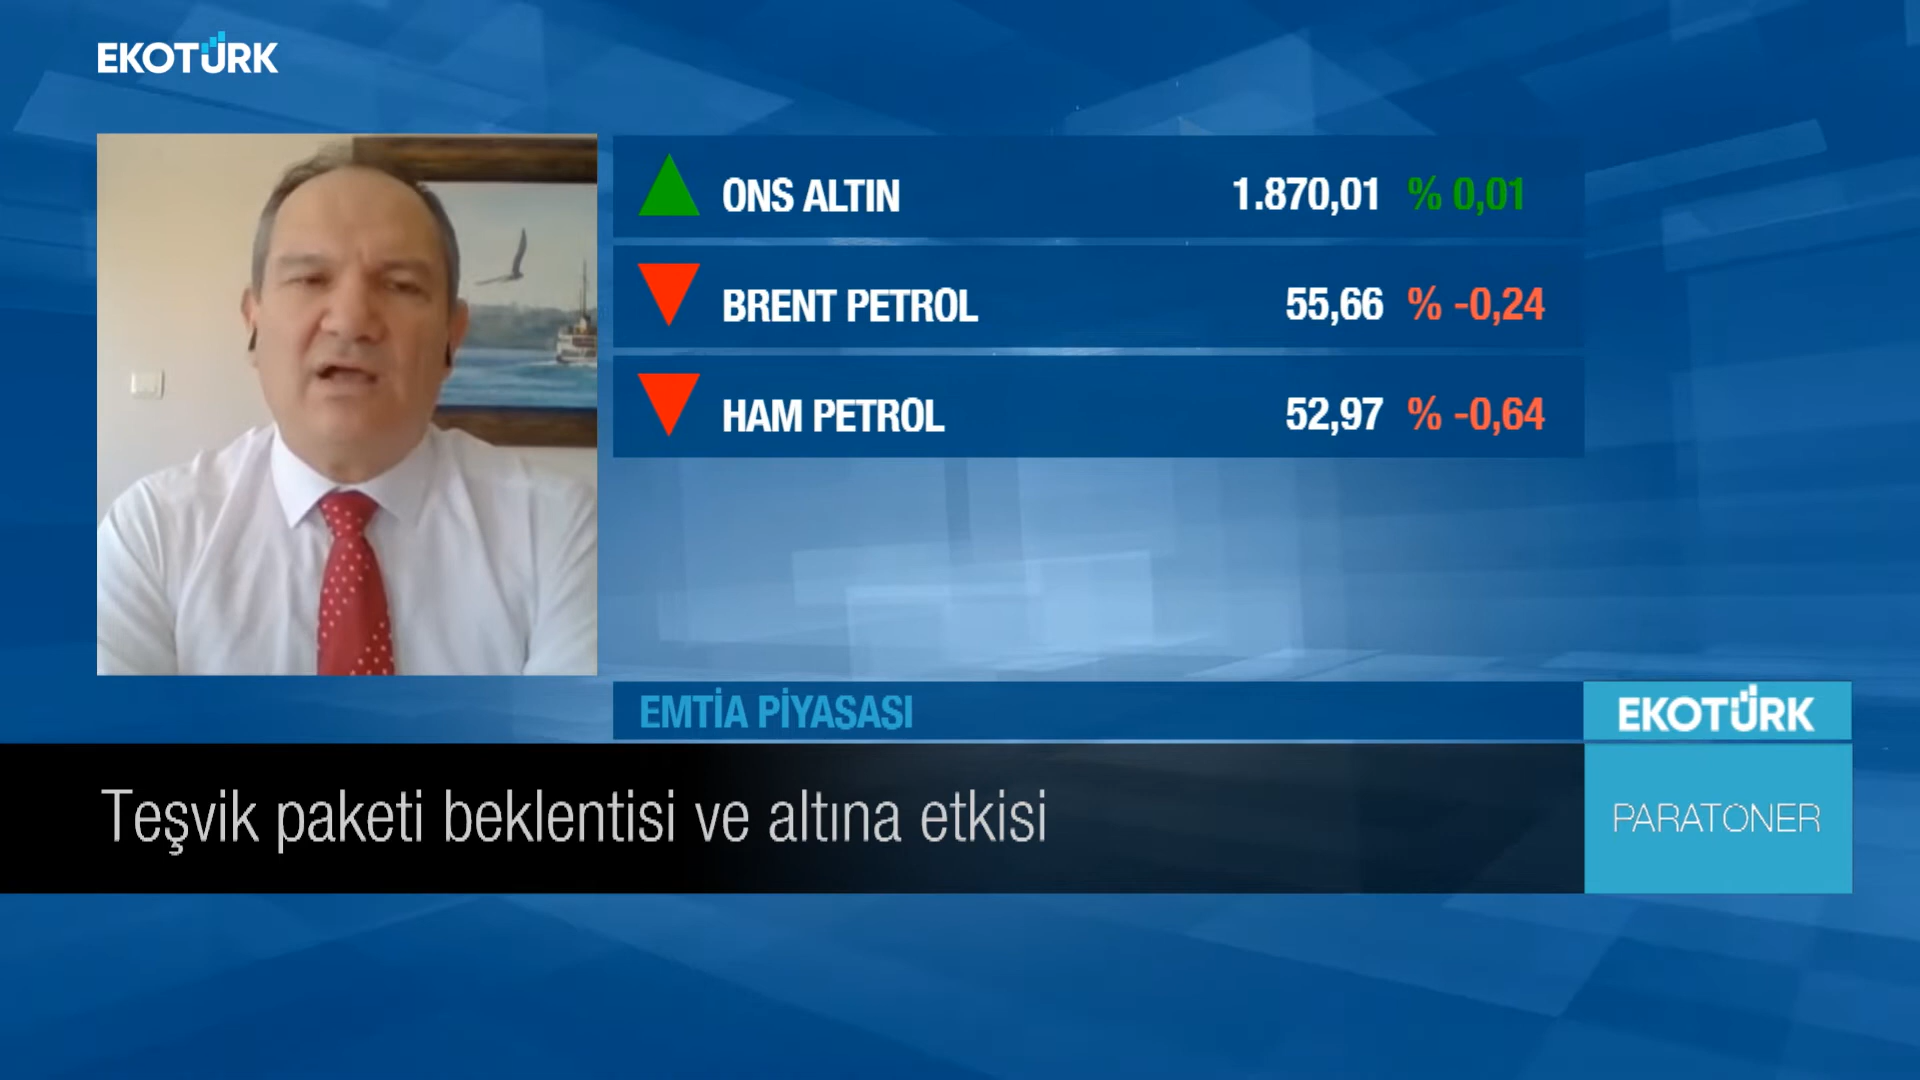 EKOTÜRK
ONS ALTIN 1.870,01 % 0,01
BRENT PETROL 55,66 % -0,24
HAM PETROL 52,97 % -0,64
EMTİA PİYASASI
EKOTÜRK
Teşvik paketi beklentisi ve altına etkisi
PARATONER